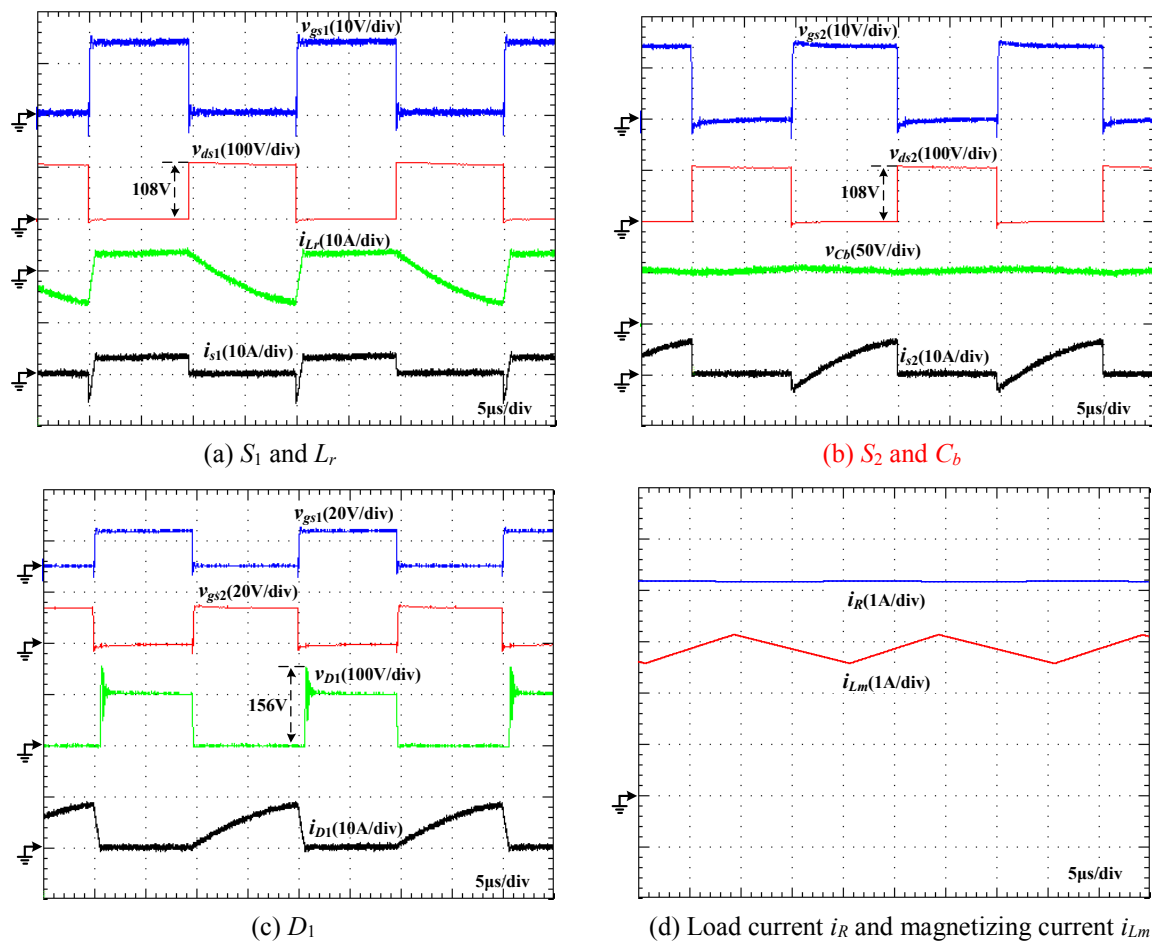 vgs1(10V/div)
vds1(100V/div)
108V
iLr(10A/div)
is1(10A/div)
5μs/div
(a) S1 and Lr
vgs2(10V/div)
vds2(100V/div)
108V
vCb(50V/div)
is2(10A/div)
5μs/div
(b) S2 and Cb
vgs1(20V/div)
vgs2(20V/div)
vD1(100V/div)
156V
iD1(10A/div)
5μs/div
(c) D1
iR(1A/div)
iLm(1A/div)
5μs/div
(d) Load current iR and magnetizing current iLm